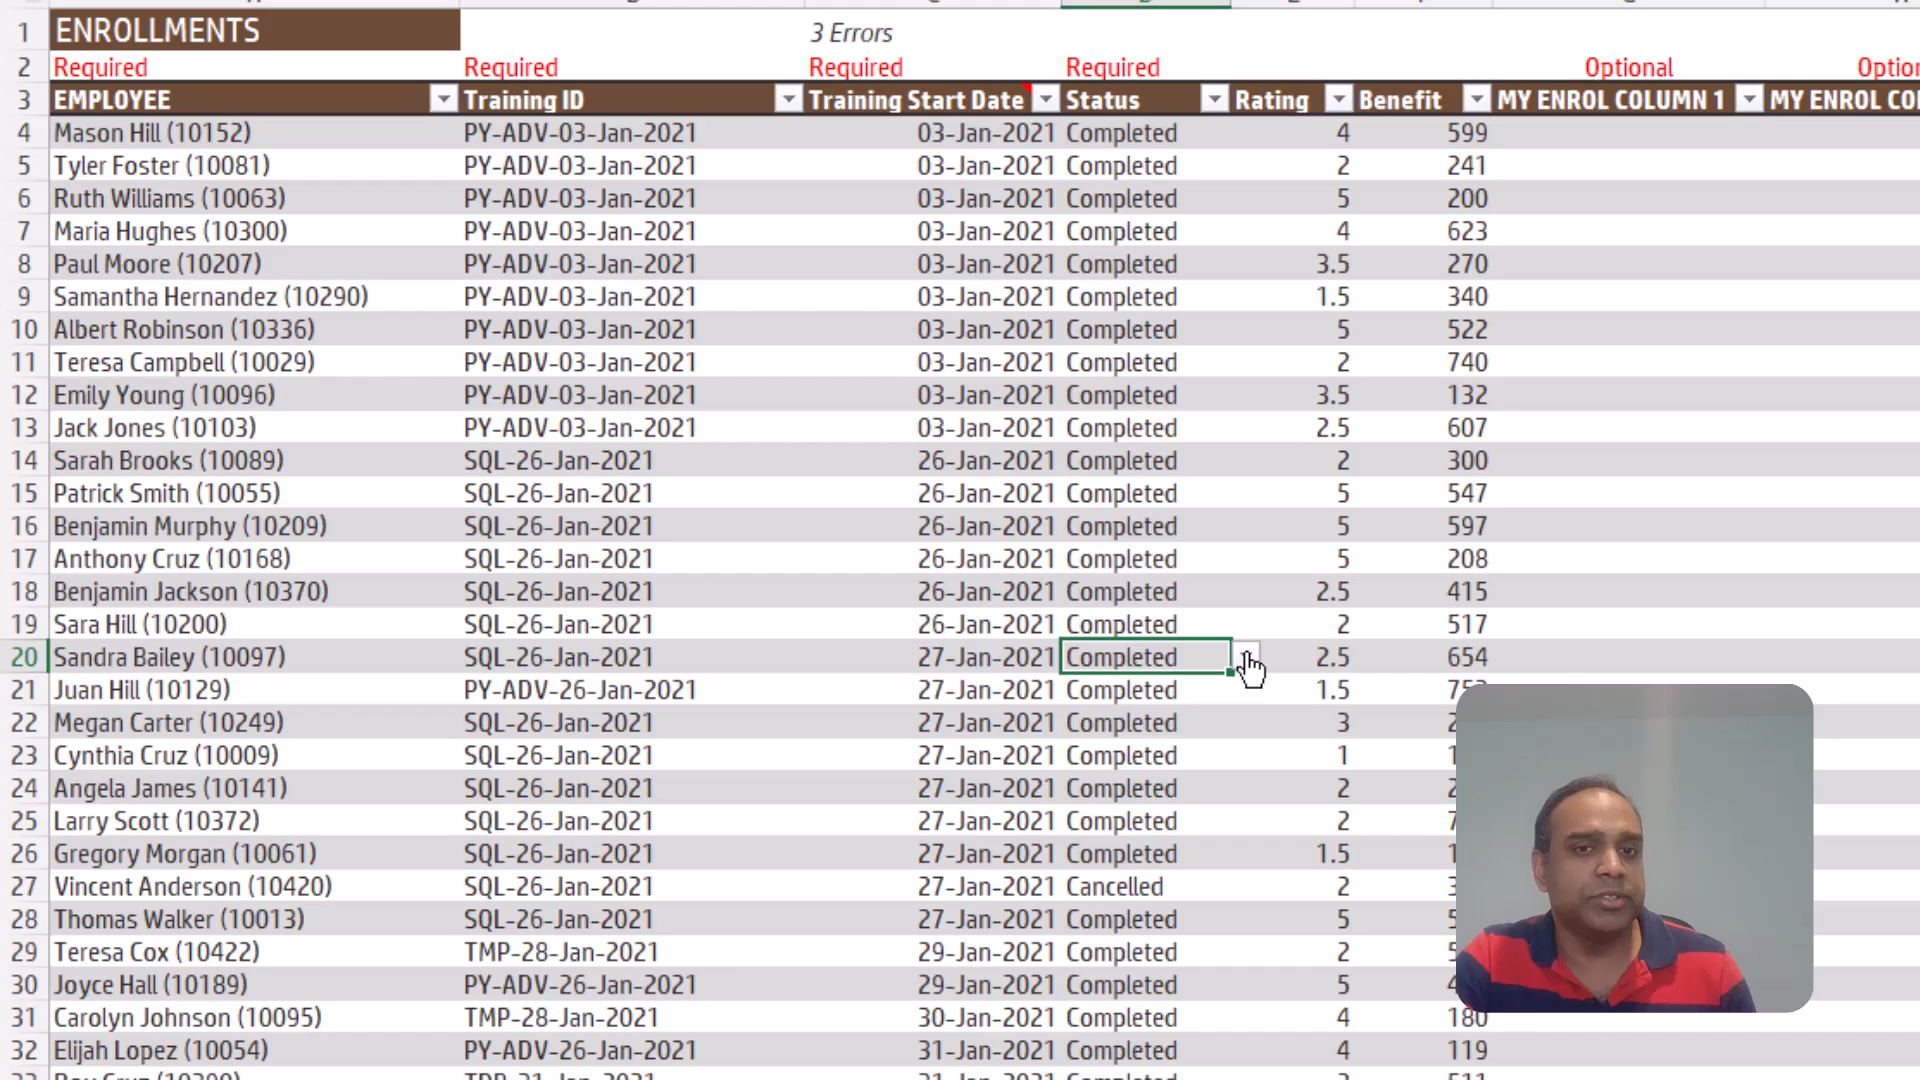 1 ENROLLMENTS 3 Errors
2 Required Required Required Required Optional
3 EMPLOYEE Training ID Training Start Date Status Rating Benefit MY ENROL COLUMN 1 MY ENROL
4 Mason Hill (10152) PY-ADV-03-Jan-2021 03-Jan-2021 Completed 4 599
5 Tyler Foster (10081) PY-ADV-03-Jan-2021 03-Jan-2021 Completed 2 241
6 Ruth Williams (10063) PY-ADV-03-Jan-2021 03-Jan-2021 Completed 5 200
7 Maria Hughes (10300) PY-ADV-03-Jan-2021 03-Jan-2021 Completed 4 623
8 Paul Moore (10207) PY-ADV-03-Jan-2021 03-Jan-2021 Completed 3.5 270
9 Samantha Hernandez (10290) PY-ADV-03-Jan-2021 03-Jan-2021 Completed 1.5 340
10 Albert Robinson (10336) PY-ADV-03-Jan-2021 03-Jan-2021 Completed 5 522
11 Teresa Campbell (10029) PY-ADV-03-Jan-2021 03-Jan-2021 Completed 2 740
12 Emily Young (10096) PY-ADV-03-Jan-2021 03-Jan-2021 Completed 3.5 132
13 Jack Jones (10103) PY-ADV-03-Jan-2021 03-Jan-2021 Completed 2.5 607
14 Sarah Brooks (10089) SQL-26-Jan-2021 26-Jan-2021 Completed 2 300
15 Patrick Smith (10055) SQL-26-Jan-2021 26-Jan-2021 Completed 5 547
16 Benjamin Murphy (10209) SQL-26-Jan-2021 26-Jan-2021 Completed 5 597
17 Anthony Cruz (10168) SQL-26-Jan-2021 26-Jan-2021 Completed 5 208
18 Benjamin Jackson (10370) SQL-26-Jan-2021 26-Jan-2021 Completed 2.5 415
19 Sara Hill (10200) SQL-26-Jan-2021 26-Jan-2021 Completed 2 517
20 Sandra Bailey (10097) SQL-26-Jan-2021 27-Jan-2021 Completed 2.5 654
21 Juan Hill (10129) PY-ADV-26-Jan-2021 27-Jan-2021 Completed 1.5
22 Megan Carter (10249) SQL-26-Jan-2021 27-Jan-2021 Completed 3
23 Cynthia Cruz (10009) SQL-26-Jan-2021 27-Jan-2021 Completed 1
24 Angela James (10141) SQL-26-Jan-2021 27-Jan-2021 Completed 2
25 Larry Scott (10372) SQL-26-Jan-2021 27-Jan-2021 Completed 2
26 Gregory Morgan (10061) SQL-26-Jan-2021 27-Jan-2021 Completed 1.5
27 Vincent Anderson (10420) SQL-26-Jan-2021 27-Jan-2021 Cancelled 2
28 Thomas Walker (10013) SQL-26-Jan-2021 27-Jan-2021 Completed 5
29 Teresa Cox (10422) TMP-28-Jan-2021 29-Jan-2021 Completed 2
30 Joyce Hall (10189) PY-ADV-26-Jan-2021 29-Jan-2021 Completed 5
31 Carolyn Johnson (10095) TMP-28-Jan-2021 30-Jan-2021 Completed 4 180
32 Elijah Lopez (10054) PY-ADV-26-Jan-2021 31-Jan-2021 Completed 4 119